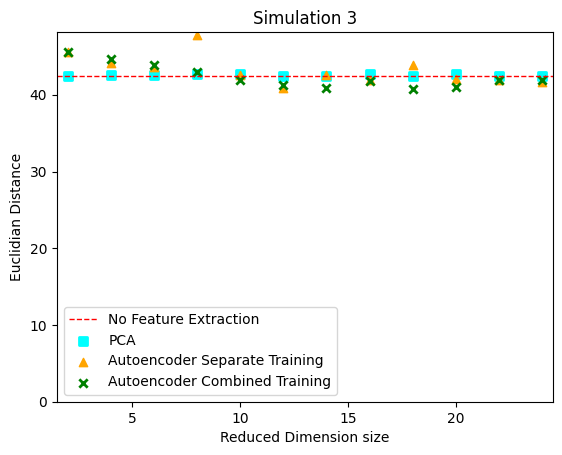 Simulation 3
Euclidian Distance
40
30
20
10
0
No Feature Extraction
PCA
Autoencoder Separate Training
Autoencoder Combined Training
5 10 15 20
Reduced Dimension size